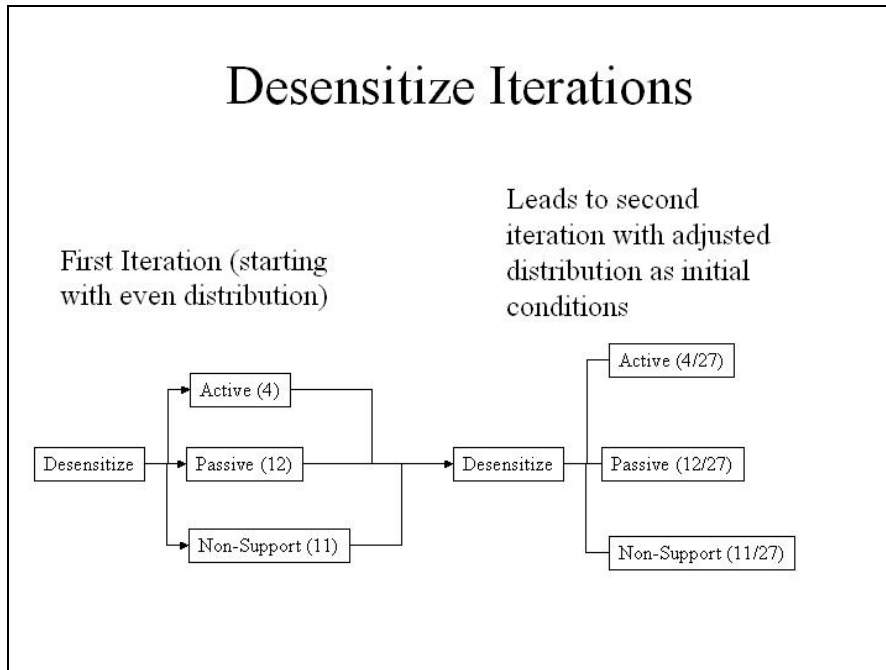 Desensitize Iterations
First Iteration (starting
with even distribution)
Leads to second
iteration with adjusted
distribution as initial
conditions
Desensitize
Active (4)
Passive (12)
Non-Support (11)
Desensitize
Active (4/27)
Passive (12/27)
Non-Support (11/27)